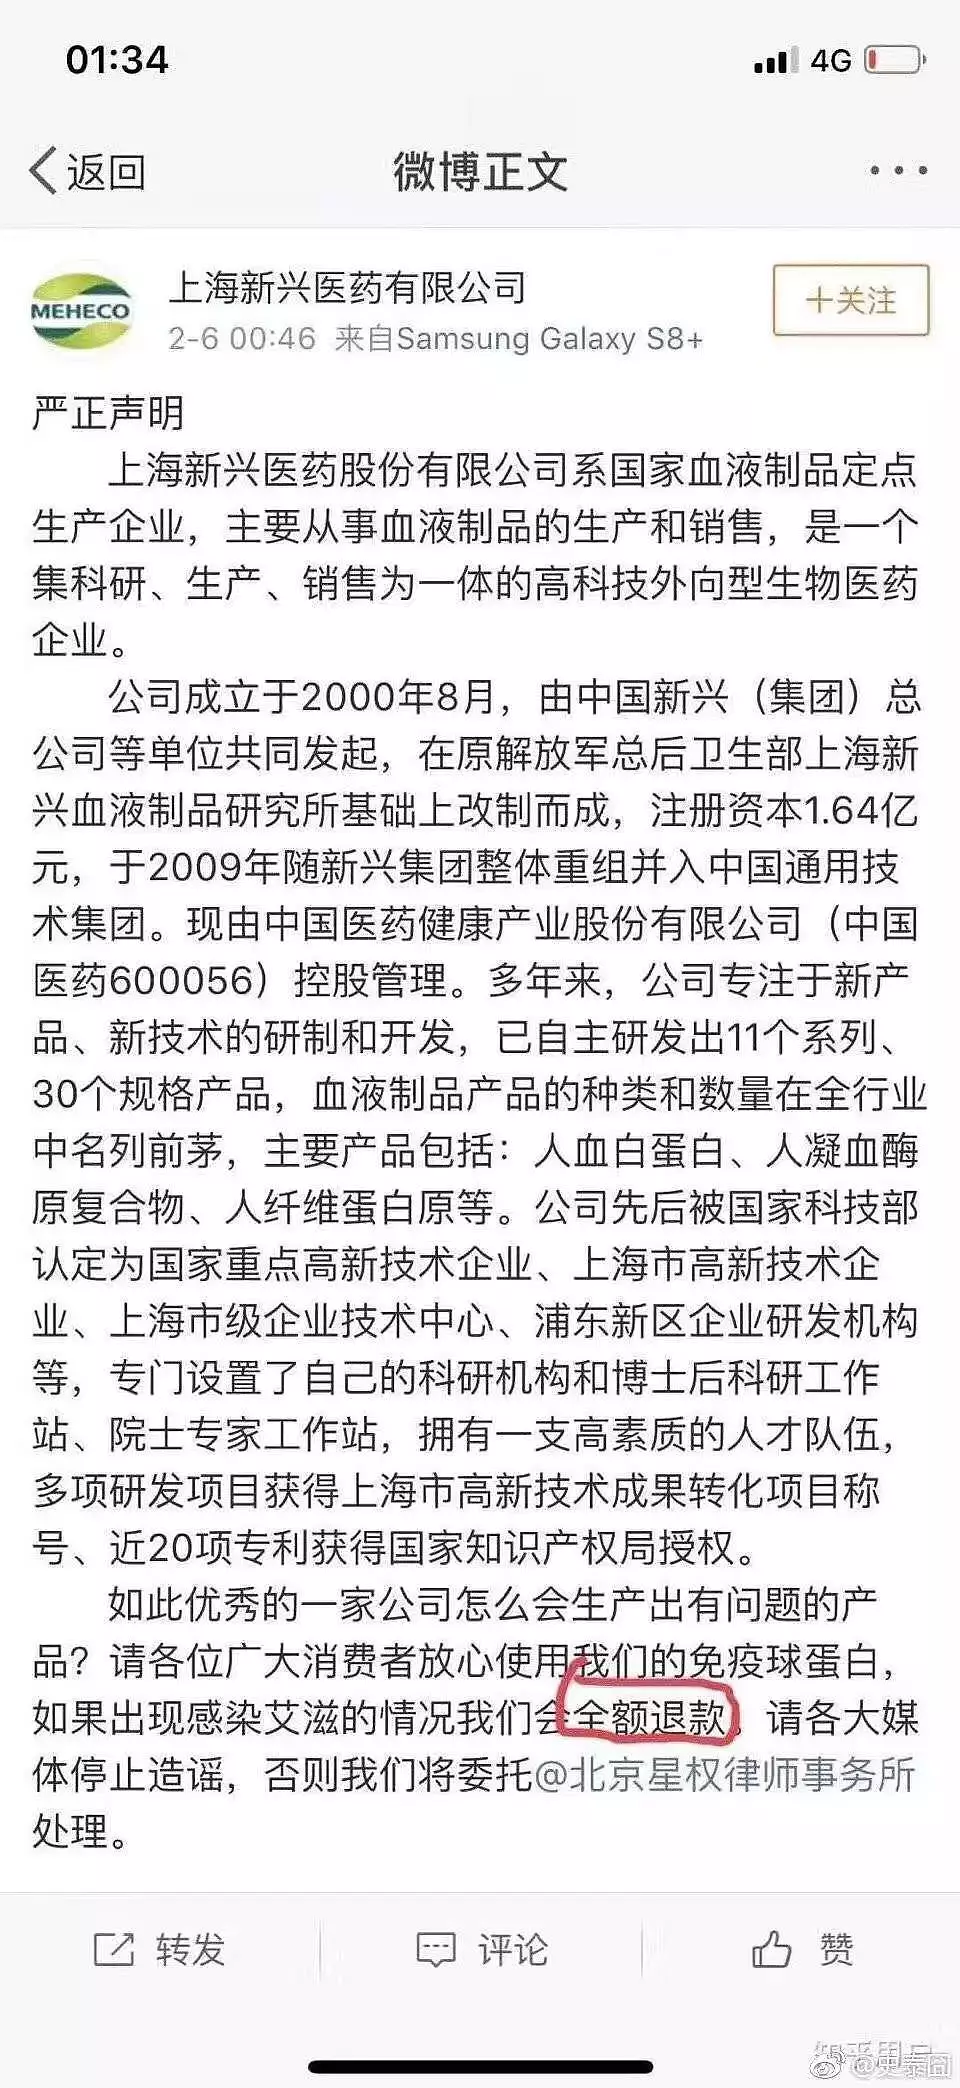 01:34
4G
返回
微博正文
MEHECO
上海新兴医药有限公司
+关注
2-6 00:46 来自Samsung Galaxy S8+
严正声明
上海新兴医药股份有限公司系国家血液制品定点
生产企业，主要从事血液制品的生产和销售，是一个
集科研、生产、销售为一体的高科技外向型生物医药
企业。
公司成立于2000年8月，由中国新兴（集团）总
公司等单位共同发起，在原解放军总后卫生部上海新
兴血液制品研究所基础上改制而成，注册资本1.64亿
元，于2009年随新兴集团整体重组并入中国通用技
术集团。现由中国医药健康产业股份有限公司（中国
医药600056）控股管理。多年来，公司专注于新产
品、新技术的研制和开发，已自主研发出11个系列、
30个规格产品，血液制品产品的种类和数量在全行业
中名列前茅，主要产品包括：人血白蛋白、人凝血酶
原复合物、人纤维蛋白原等。公司先后被国家科技部
认定为国家重点高新技术企业、上海市高新技术企
业、上海市级企业技术中心、浦东新区企业研发机构
等，专门设置了自己的科研机构和博士后科研工作
站、院士专家工作站，拥有一支高素质的人才队伍，
多项研发项目获得上海市高新技术成果转化项目称
号、近20项专利获得国家知识产权局授权。
如此优秀的一家公司怎么会生产出有问题的产
品？请各位广大消费者放心使用我们的免疫球蛋白，
如果出现感染艾滋的情况我们会全额退款。请各大媒
体停止造谣，否则我们将委托@北京星权律师事务所
处理。
转发
评论
赞
知乎用户
@史泰囧